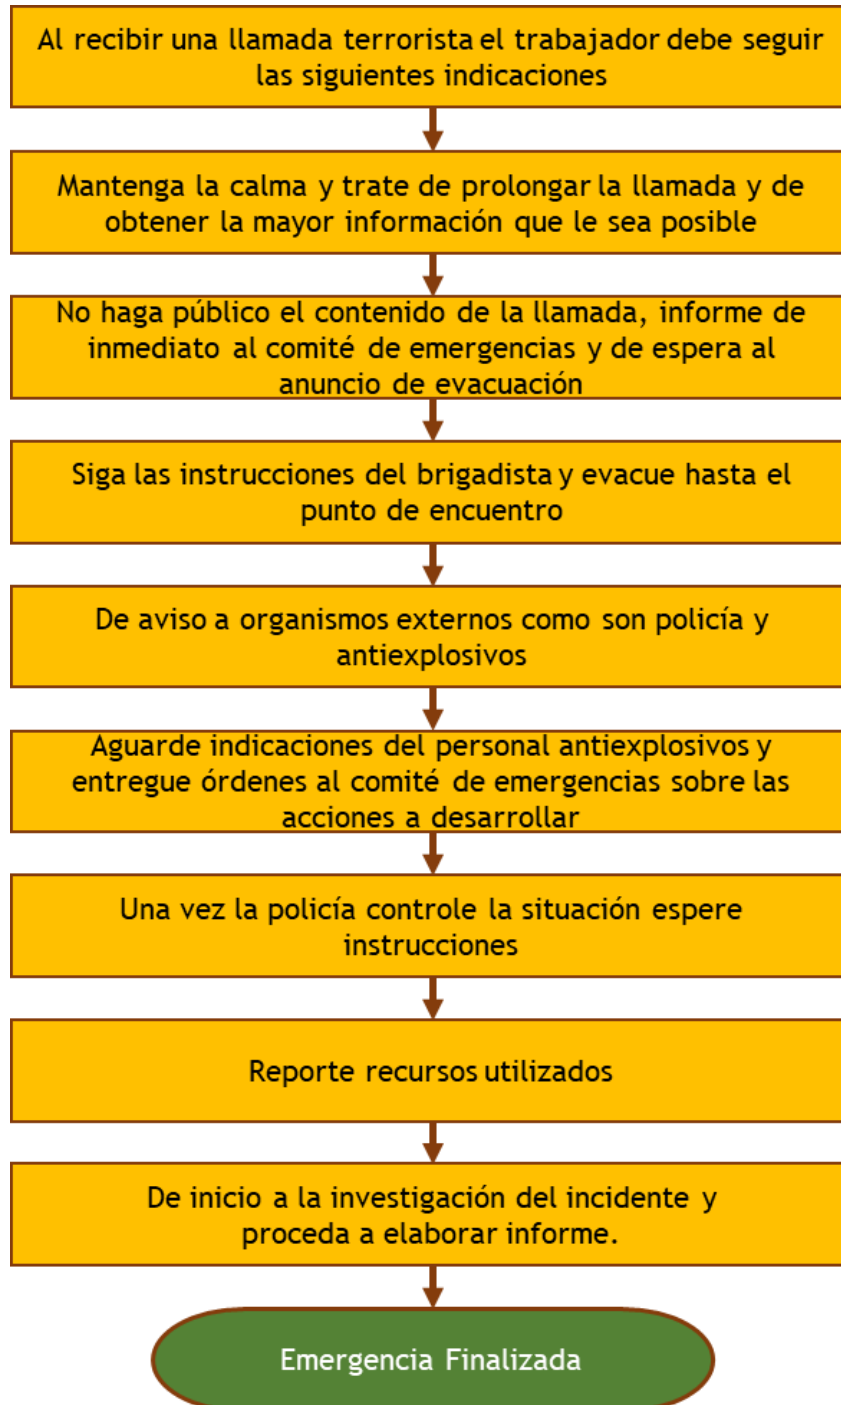 Al recibir una llamada terrorista el trabajador debe seguir
las siguientes indicaciones
Mantenga la calma y trate de prolongar la llamada y de
obtener la mayor información que le sea posible
No haga público el contenido de la llamada, informe de
inmediato al comité de emergencias y de espera al
anuncio de evacuación
Siga las instrucciones del brigadista y evacue hasta el
punto de encuentro
De aviso a organismos externos como son policía y
antiexplosivos
Aguarde indicaciones del personal antiexplosivos y
entregue órdenes al comité de emergencias sobre las
acciones a desarrollar
Una vez la policía controle la situación espere
instrucciones
Reporte recursos utilizados
De inicio a la investigación del incidente y
proceda a elaborar informe.
Emergencia Finalizada